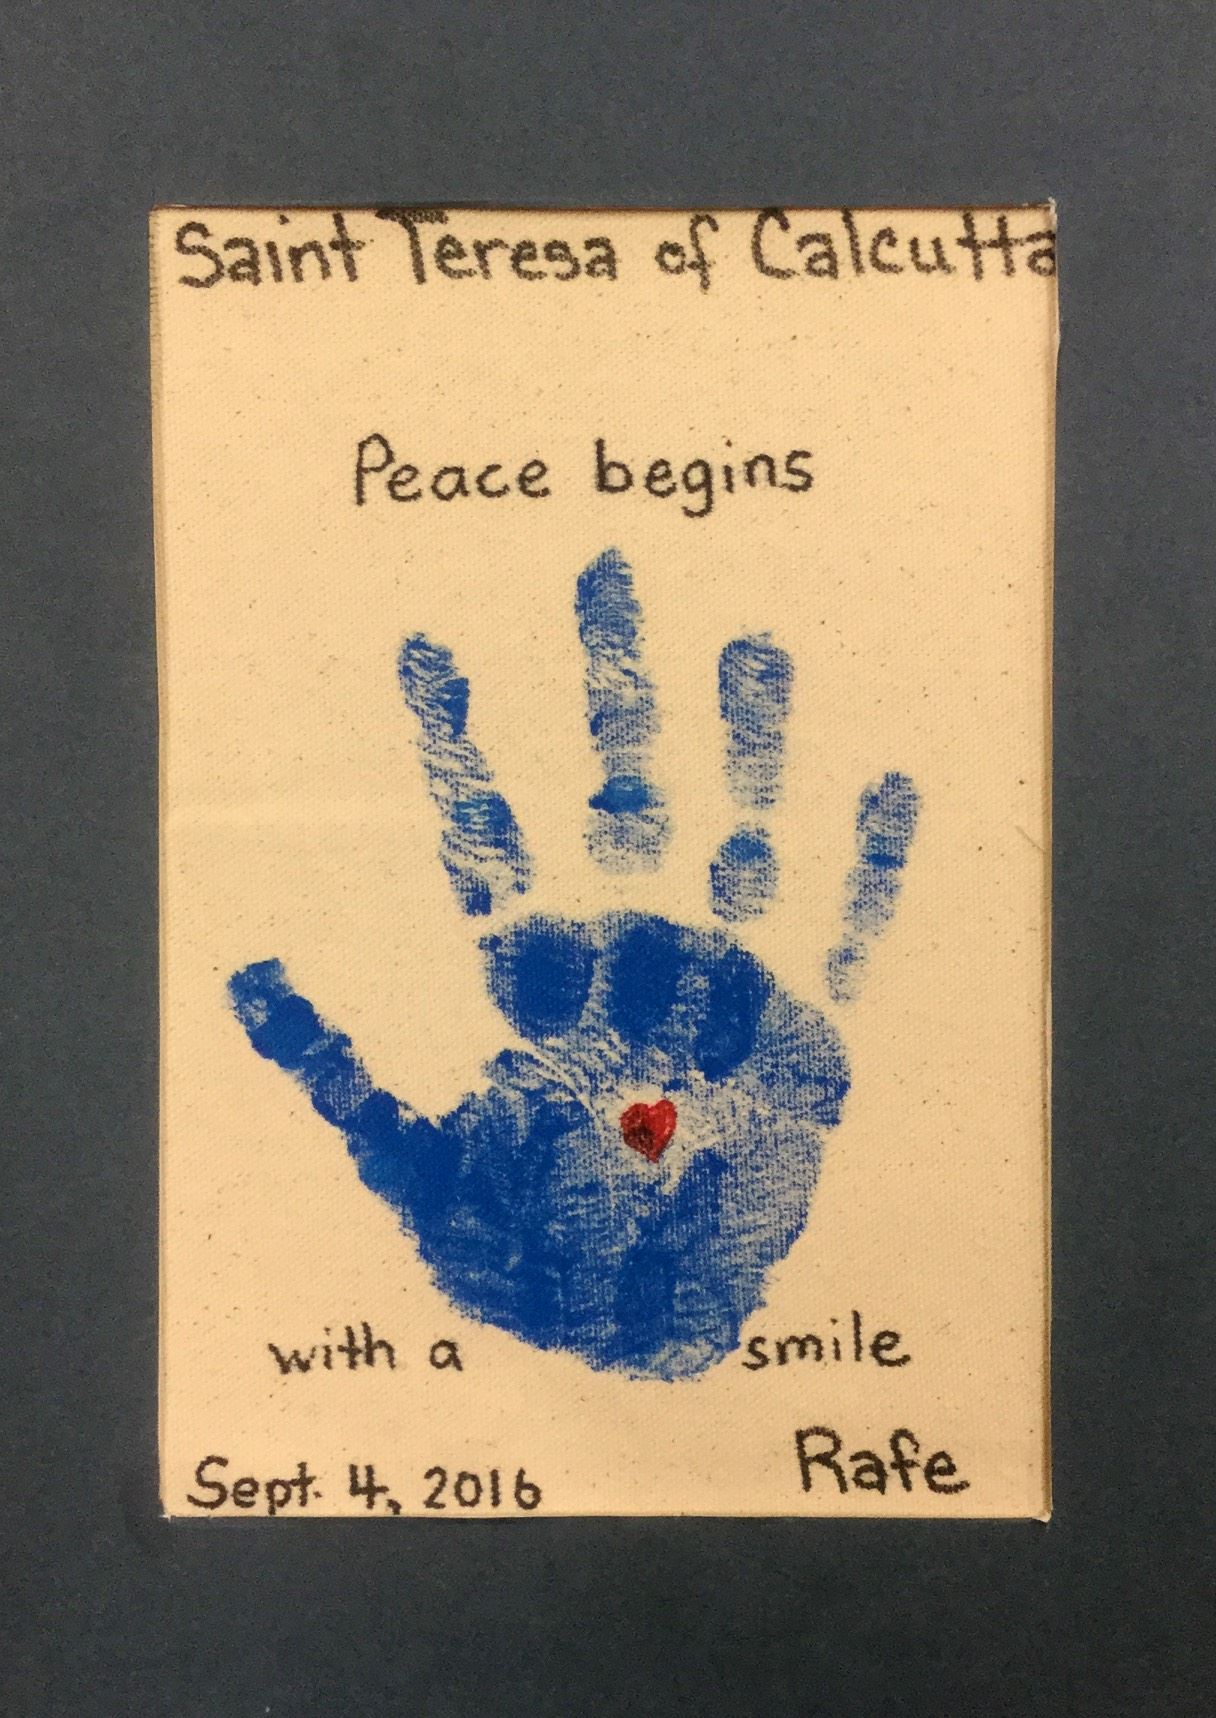 Saint Teresa of Calcutta
Peace begins
with a smile
Rafe
Sept. 4, 2016